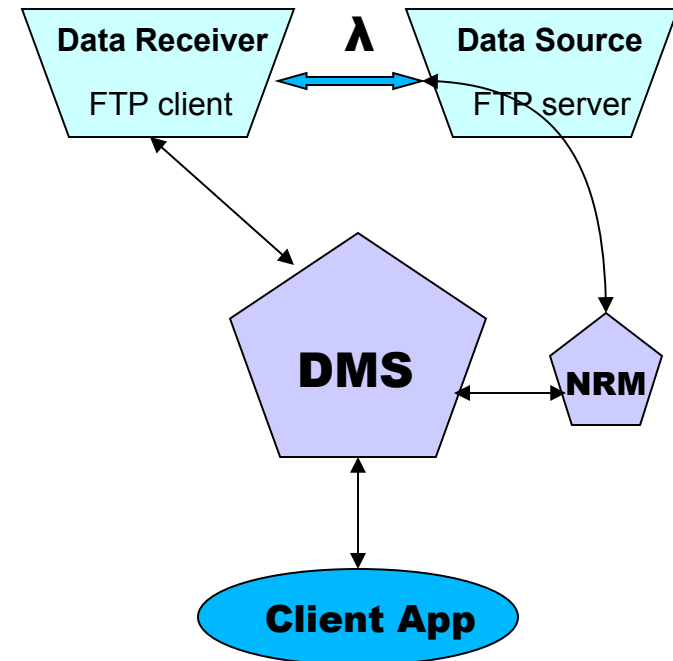 Data Receiver
FTP client
λ
Data Source
FTP server
DMS
NRM
Client App